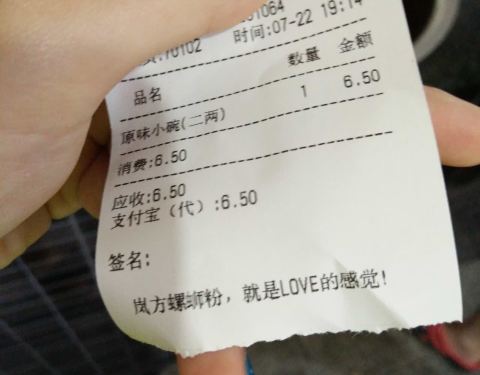 :70102
01064
时间:07-22 19:14
品名 数量 金额
原味小碗(二两) 1 6.50
消费:6.50
应收:6.50
支付宝(代):6.50
签名:
岚方螺蛳粉，就是LOVE的感觉!